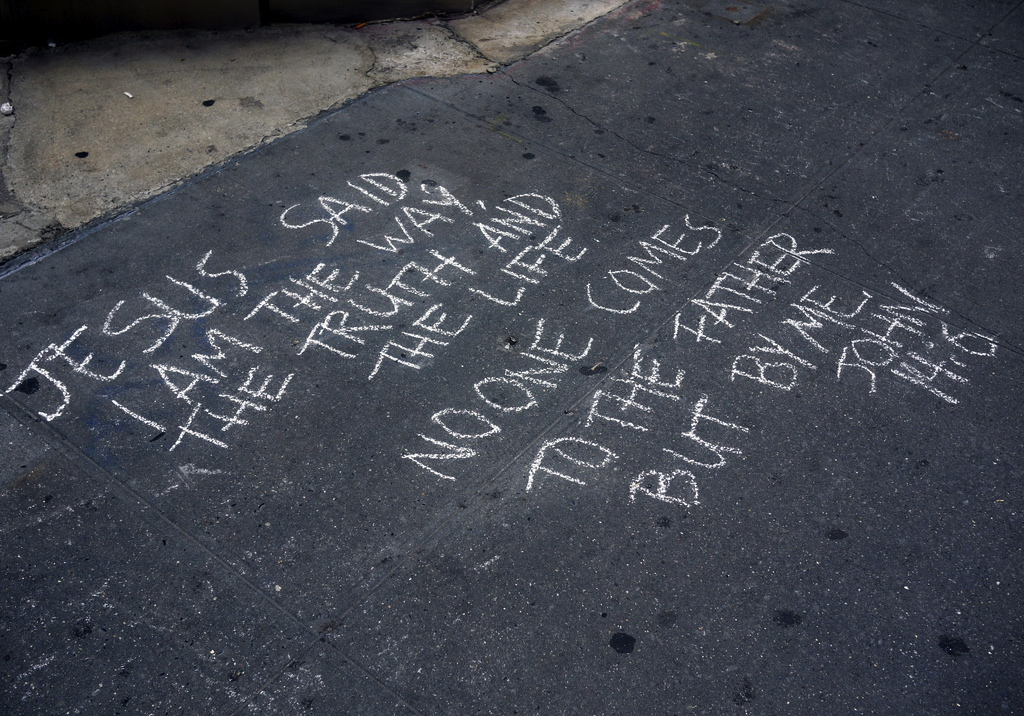 JESUS SAID
I AM THE WAY,
THE TRUTH AND
THE LIFE
NO ONE COMES
TO THE FATHER
BUT BY ME
JOHN
14:6